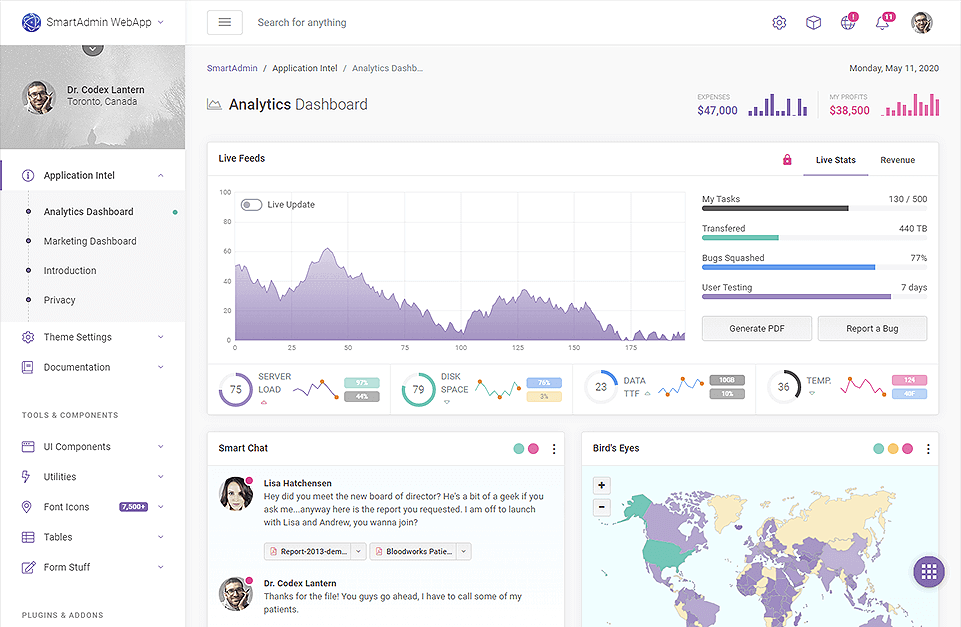 SmartAdmin WebApp
Search for anything
!
11
Dr. Codex Lantern
Toronto, Canada
Application Intel
Analytics Dashboard
Marketing Dashboard
Introduction
Privacy
Theme Settings
Documentation
TOOLS & COMPONENTS
UI Components
Utilities
Font Icons 7,500+
Tables
Form Stuff
PLUGINS & ADDONS
SmartAdmin / Application Intel / Analytics Dashb...
Monday, May 11, 2020
Analytics Dashboard
EXPENSES
$47,000
MY PROFITS
$38,500
Live Feeds
Live Stats
Revenue
Live Update
100
80
60
40
20
0
0 25 50 75 100 125 150 175
My Tasks 130 / 500
Transfered 440 TB
Bugs Squashed 77%
User Testing 7 days
Generate PDF
Report a Bug
75
SERVER
LOAD
97%
44%
79
DISK
SPACE
76%
3%
23
DATA
TTF
10GB
10%
36
TEMP.
124
40F
Smart Chat
Lisa Hatchensen
Hey did you meet the new board of director? He's a bit of a geek if you
ask me...anyway here is the report you requested. I am off to launch
with Lisa and Andrew, you wanna join?
Report-2013-dem...
Bloodworks Patie...
Dr. Codex Lantern
Thanks for the file! You guys go ahead, I have to call some of my
patients.
Bird's Eyes
+
−